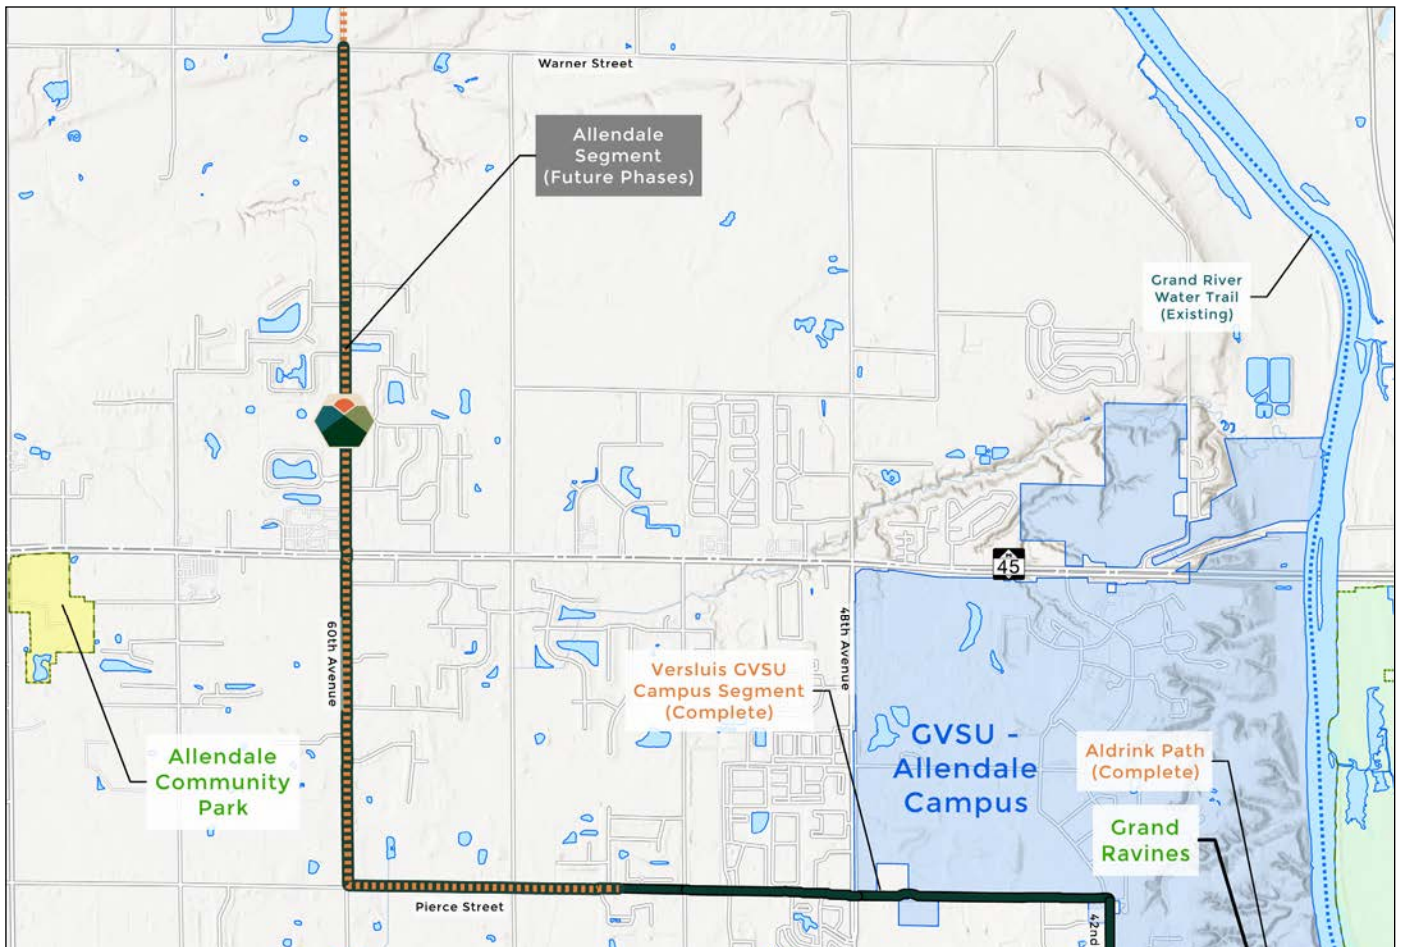 Warner Street
Allendale
Segment
(Future Phases)
Grand River
Water Trail
(Existing)
M
45
60th Avenue
48th Avenue
Versluis GVSU
Campus Segment
(Complete)
GVSU -
Allendale
Campus
Aldrink Path
(Complete)
Allendale
Community
Park
Grand
Ravines
Pierce Street
42nd